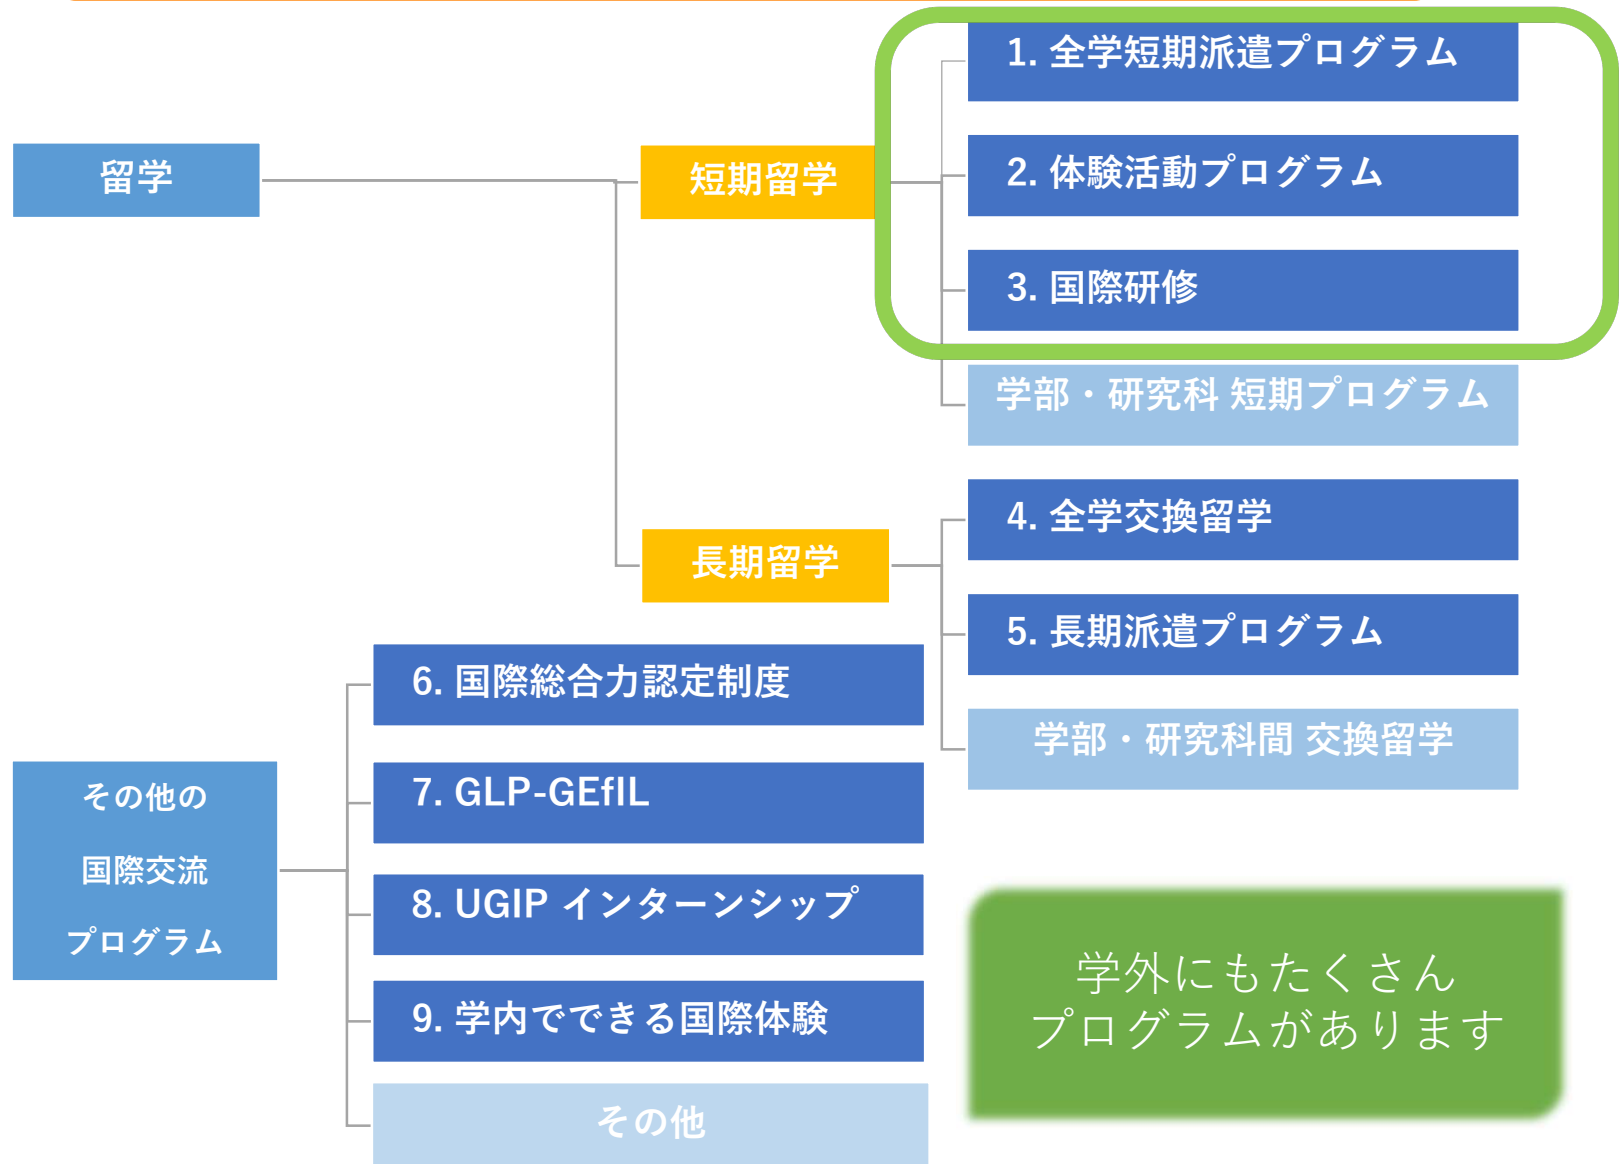 留学
短期留学
1. 全学短期派遣プログラム
2. 体験活動プログラム
3. 国際研修
学部・研究科 短期プログラム
長期留学
4. 全学交換留学
5. 長期派遣プログラム
学部・研究科間 交換留学
その他の
国際交流
プログラム
6. 国際総合力認定制度
7. GLP-GEfIL
8. UGIP インターンシップ
9. 学内でできる国際体験
その他
学外にもたくさん
プログラムがあります